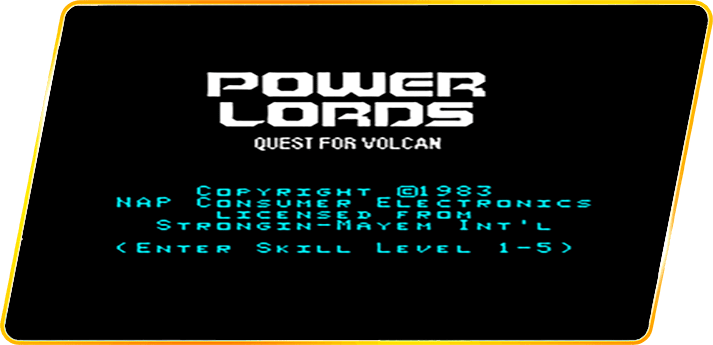 POWER
LORDS
QUEST FOR VOLCAN
COPYRIGHT ©1983
NAP CONSUMER ELECTRONICS
LICENSED FROM
STRONGIN-MAYEM INT'L
(ENTER SKILL LEVEL 1-5)